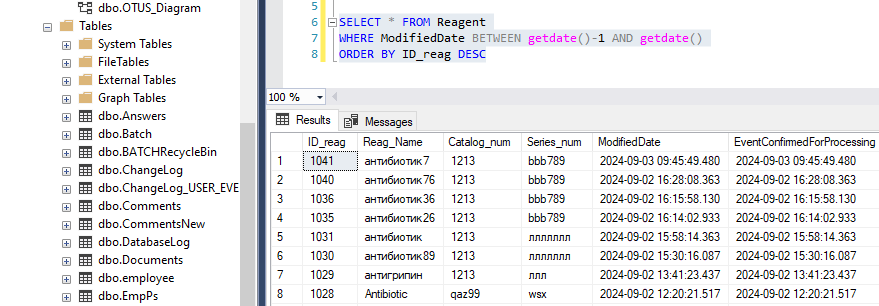 dbo.OTUS_Diagram
Tables
System Tables
FileTables
External Tables
Graph Tables
dbo.Answers
dbo.Batch
dbo.BATCHRecycleBin
dbo.ChangeLog
dbo.ChangeLog_USER_EVE
dbo.Comments
dbo.CommentsNew
dbo.DatabaseLog
dbo.Documents
dbo.employee
dbo.EmpPs
5
6 SELECT * FROM Reagent
7 WHERE ModifiedDate BETWEEN getdate()-1 AND getdate()
8 ORDER BY ID_reag DESC
100 %
Results Messages
ID_reag Reag_Name Catalog_num Series_num ModifiedDate EventConfirmedForProcessing
1 1041 антибиотик7 1213 bbb789 2024-09-03 09:45:49.480 2024-09-03 09:45:49.480
2 1040 антибиотик76 1213 bbb789 2024-09-02 16:28:08.363 2024-09-02 16:28:08.363
3 1036 антибиотик36 1213 bbb789 2024-09-02 16:15:58.130 2024-09-02 16:15:58.130
4 1035 антибиотик26 1213 bbb789 2024-09-02 16:14:02.933 2024-09-02 16:14:02.933
5 1031 антибиотик 1213 ллллллл 2024-09-02 15:58:14.363 2024-09-02 15:58:14.363
6 1030 антибиотик89 1213 ллллллл 2024-09-02 15:30:16.087 2024-09-02 15:30:16.087
7 1029 антигрипин 1213 ллл 2024-09-02 13:41:23.437 2024-09-02 13:41:23.437
8 1028 Antibiotic qaz99 wsx 2024-09-02 12:20:21.517 2024-09-02 12:20:21.517